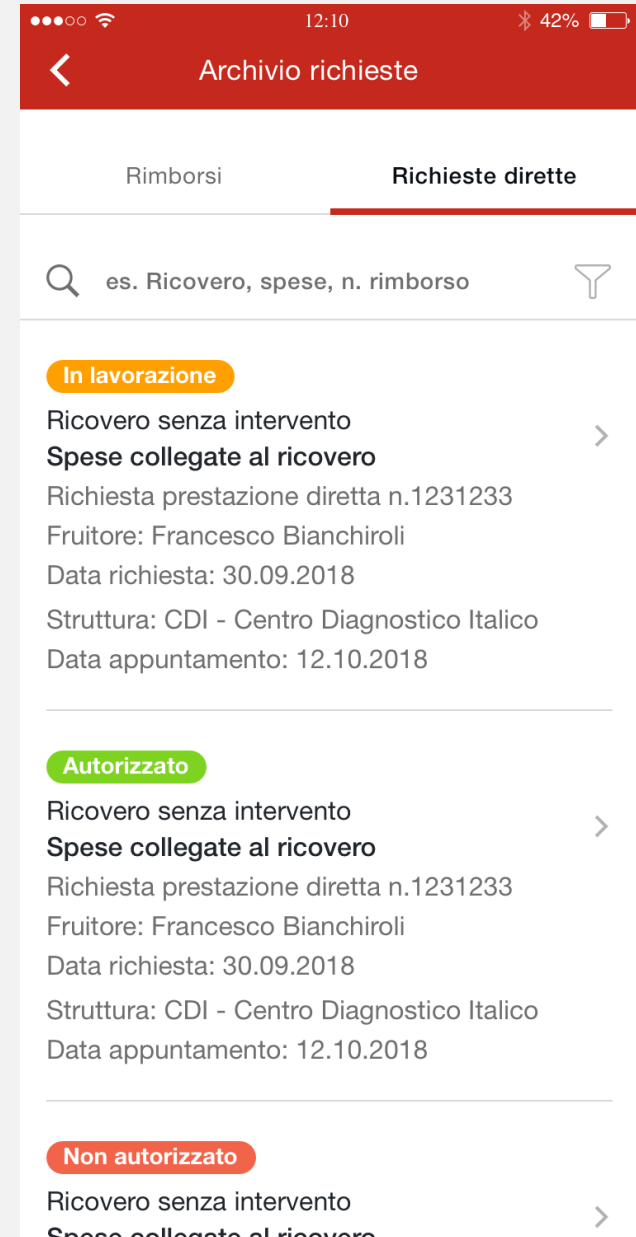 12:10 42%
Archivio richieste
Rimborsi Richieste dirette
es. Ricovero, spese, n. rimborso
In lavorazione
Ricovero senza intervento
Spese collegate al ricovero
Richiesta prestazione diretta n.1231233
Fruitore: Francesco Bianchiroli
Data richiesta: 30.09.2018
Struttura: CDI - Centro Diagnostico Italico
Data appuntamento: 12.10.2018
Autorizzato
Ricovero senza intervento
Spese collegate al ricovero
Richiesta prestazione diretta n.1231233
Fruitore: Francesco Bianchiroli
Data richiesta: 30.09.2018
Struttura: CDI - Centro Diagnostico Italico
Data appuntamento: 12.10.2018
Non autorizzato
Ricovero senza intervento
Spese collegate al ricovero